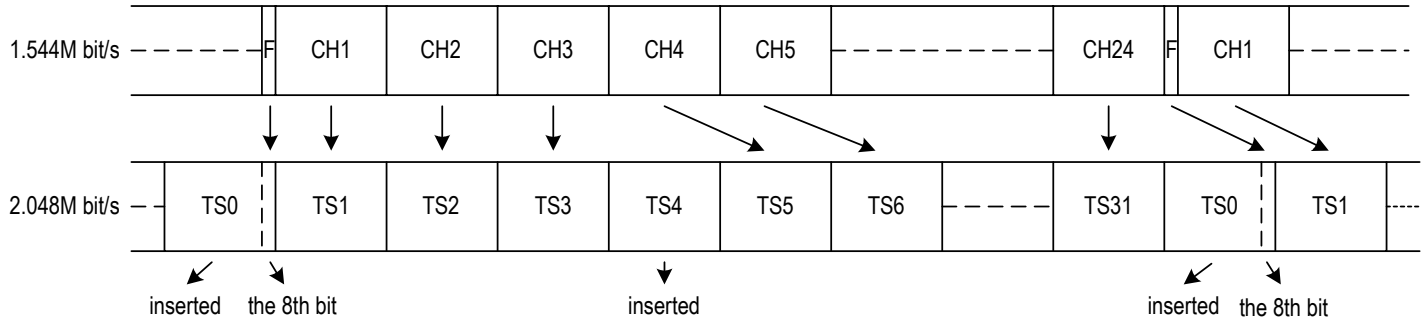 1.544M bit/s F CH1 CH2 CH3 CH4 CH5 CH24 F CH1
2.048M bit/s TS0 TS1 TS2 TS3 TS4 TS5 TS6 TS31 TS0 TS1
inserted the 8th bit inserted inserted the 8th bit